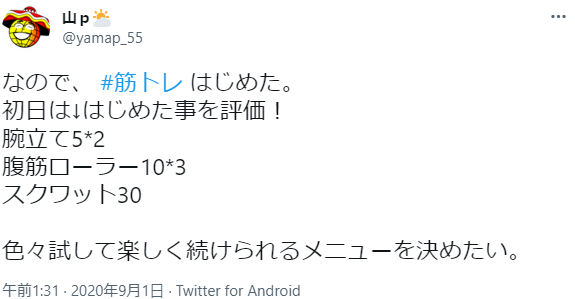 山p⛅
@yamap_55
なので、 #筋トレ はじめた。
初日は↓はじめた事を評価！
腕立て5*2
腹筋ローラー10*3
スクワット30
色々試して楽しく続けられるメニューを決めたい。
午前1:31 · 2020年9月1日 · Twitter for Android